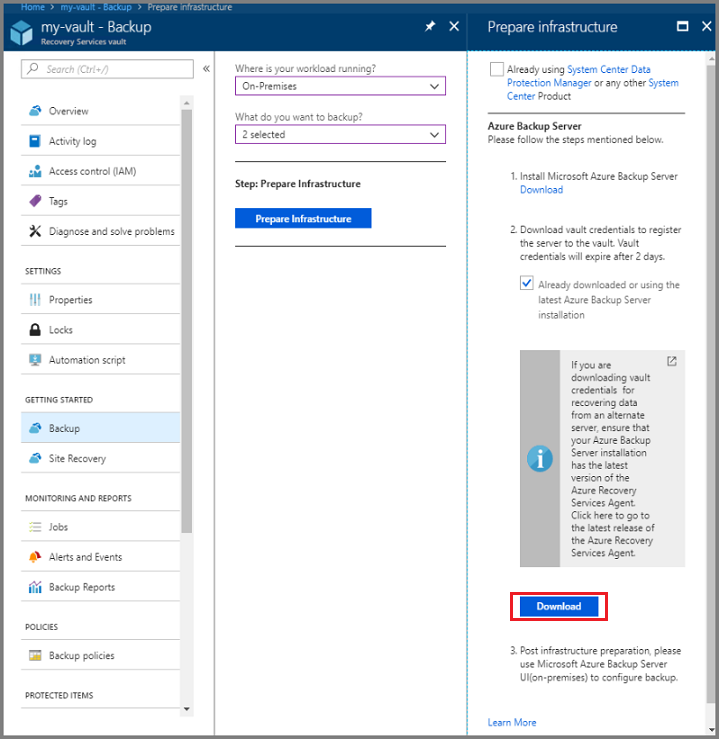 Home > my-vault - Backup > Prepare infrastructure
my-vault - Backup
Recovery Services vault
Search (Ctrl+/)
Overview
Activity log
Access control (IAM)
Tags
Diagnose and solve problems
SETTINGS
Properties
Locks
Automation script
GETTING STARTED
Backup
Site Recovery
MONITORING AND REPORTS
Jobs
Alerts and Events
Backup Reports
POLICIES
Backup policies
PROTECTED ITEMS
Where is your workload running?
On-Premises
What do you want to backup?
2 selected
Step: Prepare Infrastructure
Prepare Infrastructure
Prepare infrastructure
Already using System Center Data
Protection Manager or any other System
Center Product
Azure Backup Server
Please follow the steps mentioned below.
1. Install Microsoft Azure Backup Server
Download
2. Download vault credentials to register
the server to the vault. Vault
credentials will expire after 2 days.
Already downloaded or using the
latest Azure Backup Server
installation
If you are
downloading vault
credentials for
recovering data
from an alternate
server, ensure that
your Azure Backup
Server installation
has the latest
version of the
Azure Recovery
Services Agent.
Click here to go to
the latest release of
the Azure Recovery
Services Agent.
Download
3. Post infrastructure preparation, please
use Microsoft Azure Backup Server
UI(on-premises) to configure backup.
Learn More